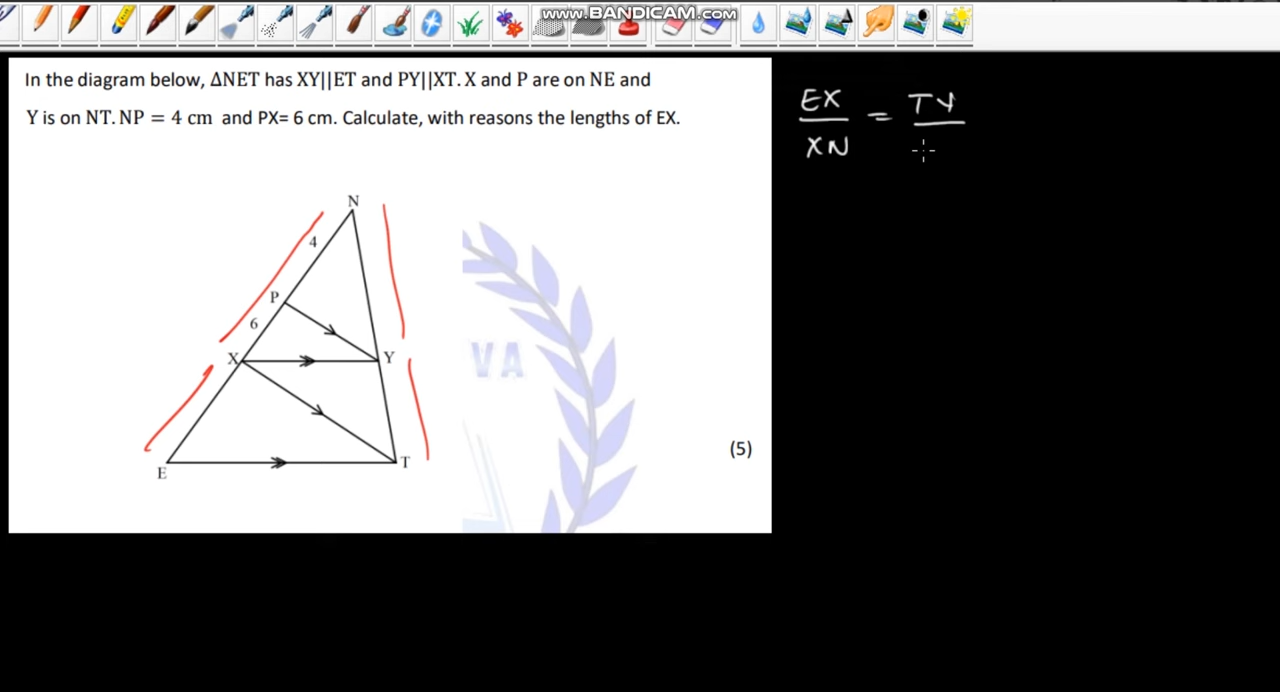 www.BANDICAM.com
In the diagram below, ΔNET has XY||ET and PY||XT. X and P are on NE and
Y is on NT. NP = 4 cm and PX= 6 cm. Calculate, with reasons the lengths of EX.
EX = TY
XN
N
4
P
6
X
Y
VA
E
T
(5)